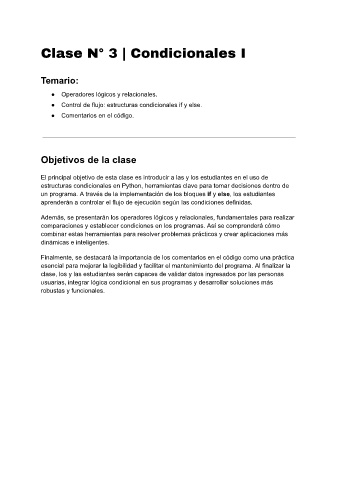 Clase N° 3 | Condicionales I
Temario:
● Operadores lógicos y relacionales.
● Control de flujo: estructuras condicionales if y else.
● Comentarios en el código.
Objetivos de la clase
El principal objetivo de esta clase es introducir a las y los estudiantes en el uso de
estructuras condicionales en Python, herramientas clave para tomar decisiones dentro de
un programa. A través de la implementación de los bloques if y else, los estudiantes
aprenderán a controlar el flujo de ejecución según las condiciones definidas.
Además, se presentarán los operadores lógicos y relacionales, fundamentales para realizar
comparaciones y establecer condiciones en los programas. Así se comprenderá cómo
combinar estas herramientas para resolver problemas prácticos y crear aplicaciones más
dinámicas e inteligentes.
Finalmente, se destacará la importancia de los comentarios en el código como una práctica
esencial para mejorar la legibilidad y facilitar el mantenimiento del programa. Al finalizar la
clase, los y las estudiantes serán capaces de validar datos ingresados por las personas
usuarias, integrar lógica condicional en sus programas y desarrollar soluciones más
robustas y funcionales.